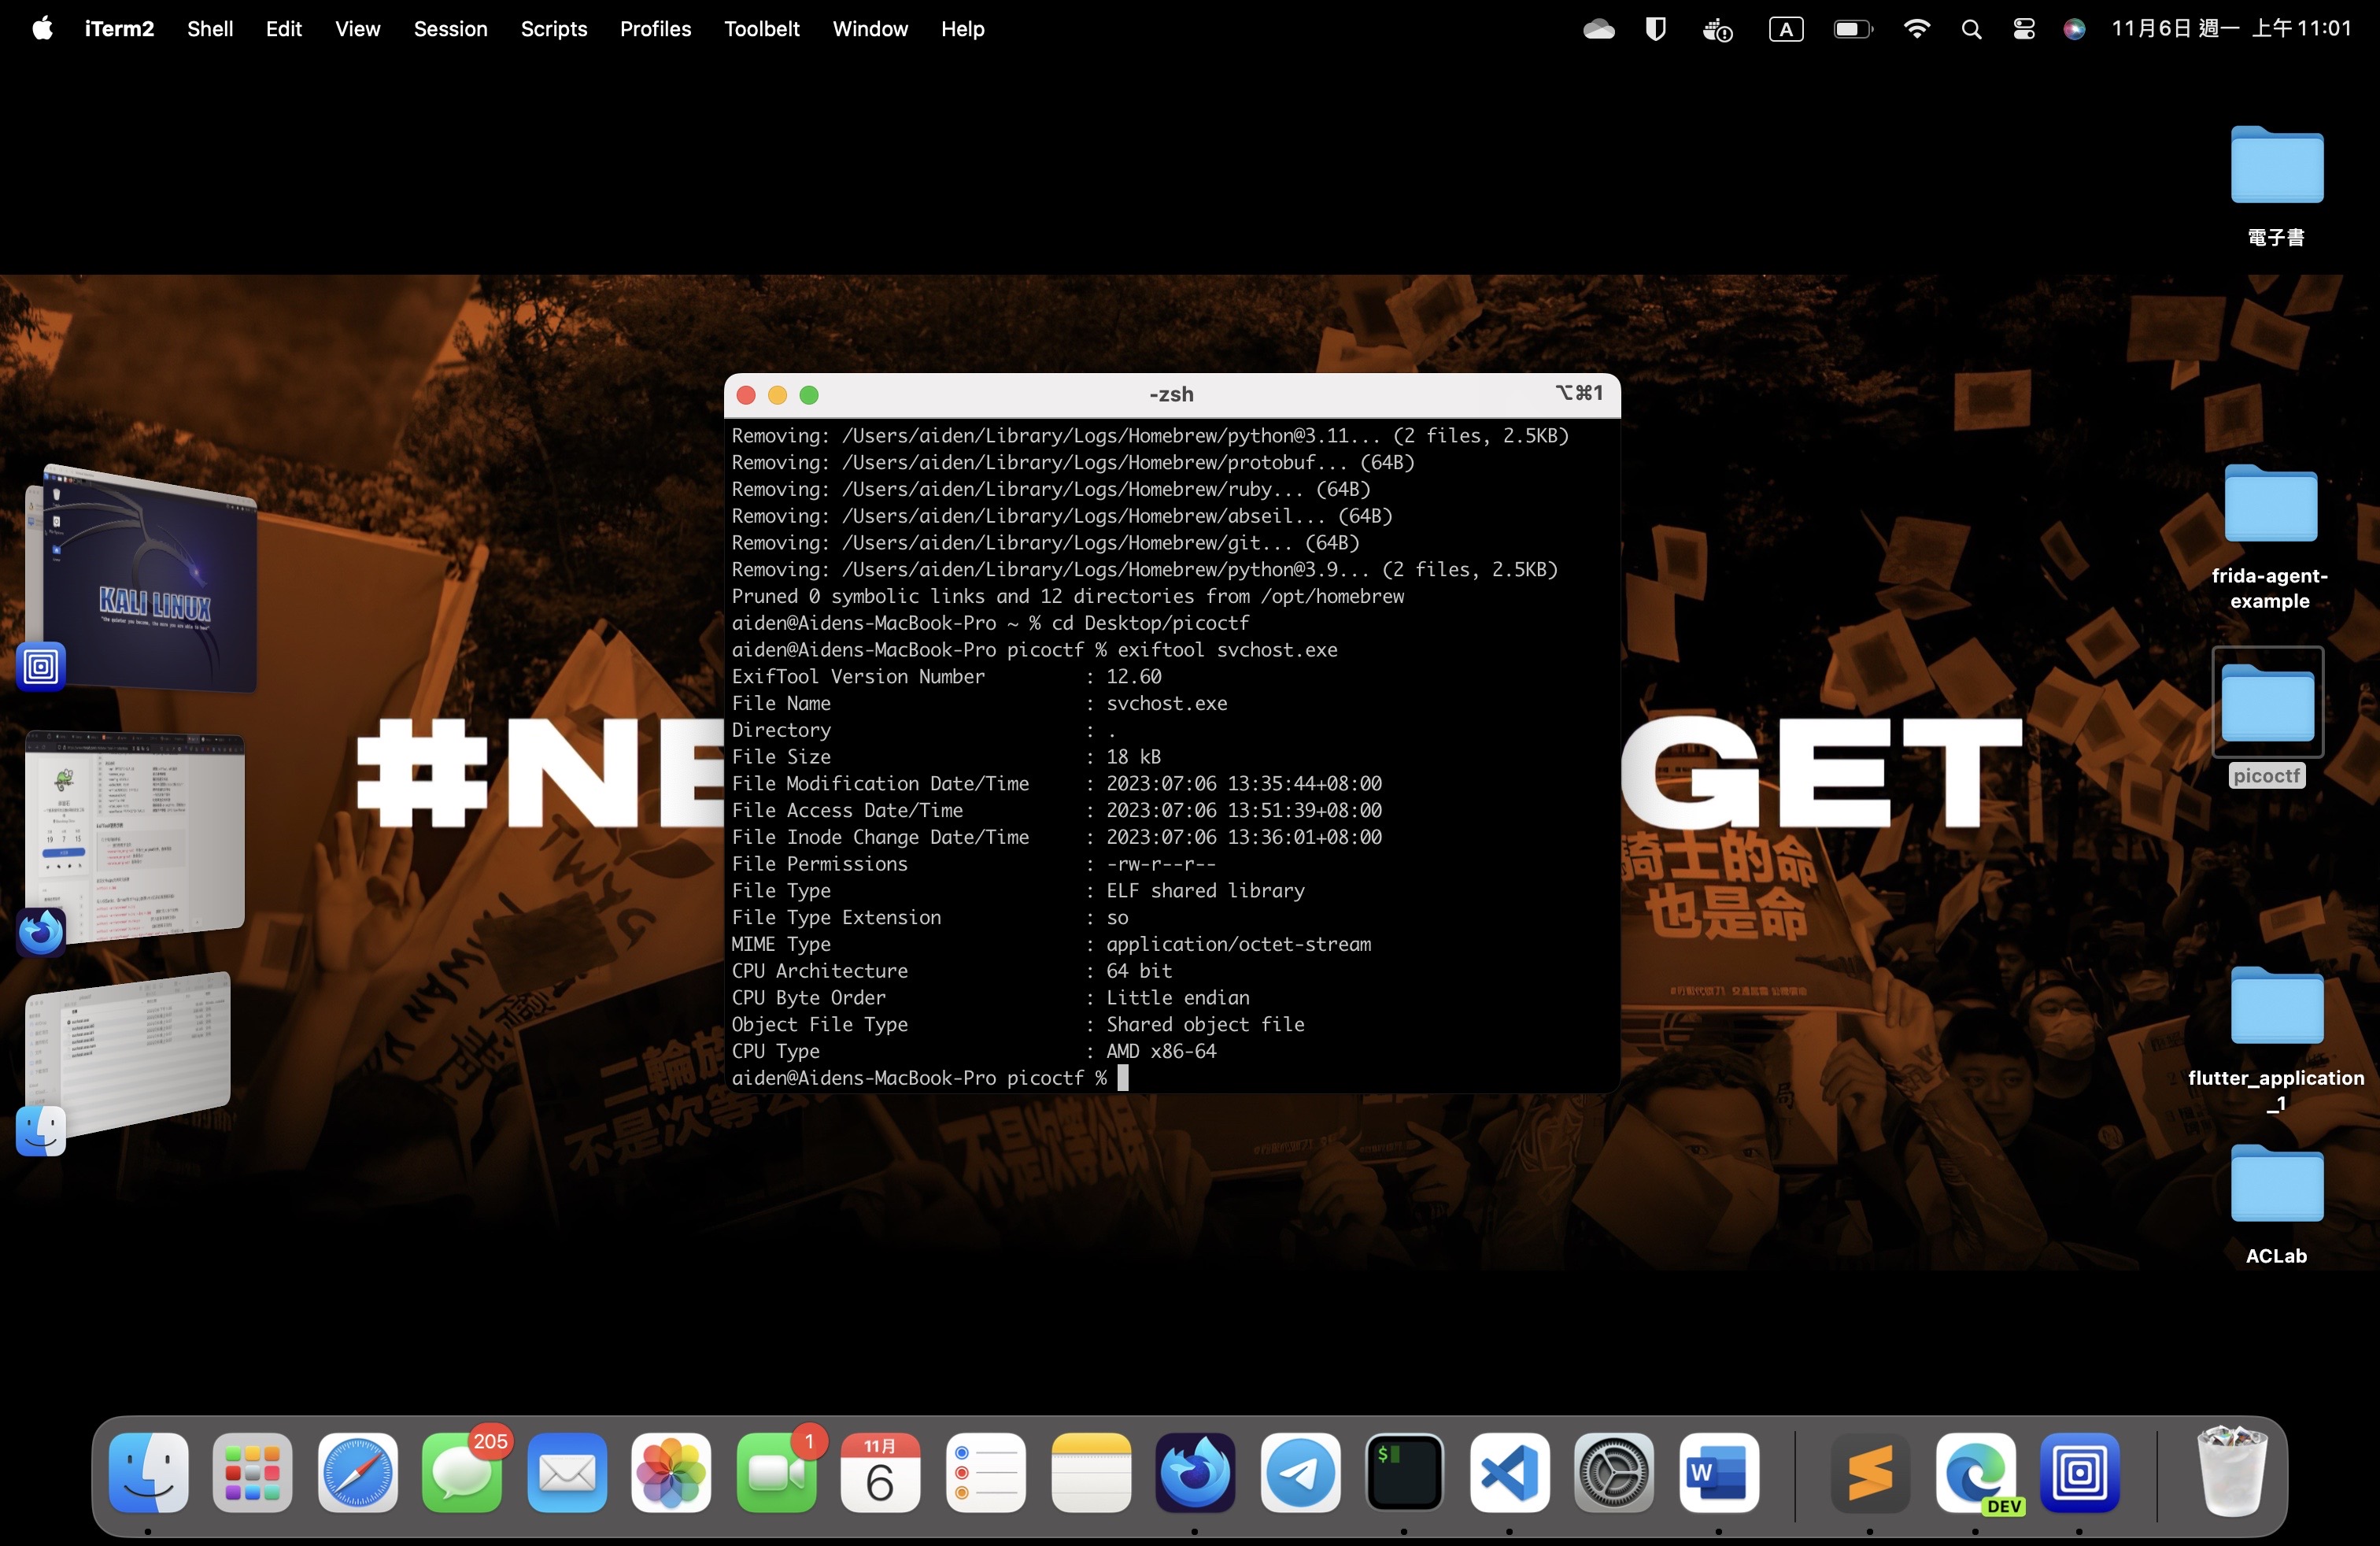 iTerm2 Shell Edit View Session Scripts Profiles Toolbelt Window Help A 11月6日 週一 上午 11:01
電子書
-zsh ⌥⌘1
Removing: /Users/aiden/Library/Logs/Homebrew/python@3.11... (2 files, 2.5KB)
Removing: /Users/aiden/Library/Logs/Homebrew/protobuf... (64B)
Removing: /Users/aiden/Library/Logs/Homebrew/ruby... (64B)
Removing: /Users/aiden/Library/Logs/Homebrew/abseil... (64B)
Removing: /Users/aiden/Library/Logs/Homebrew/git... (64B)
Removing: /Users/aiden/Library/Logs/Homebrew/python@3.9... (2 files, 2.5KB)
Pruned 0 symbolic links and 12 directories from /opt/homebrew
aiden@Aidens-MacBook-Pro ~ % cd Desktop/picoctf
aiden@Aidens-MacBook-Pro picoctf % exiftool svchost.exe
ExifTool Version Number : 12.60
File Name : svchost.exe
Directory : .
File Size : 18 kB
File Modification Date/Time : 2023:07:06 13:35:44+08:00
File Access Date/Time : 2023:07:06 13:51:39+08:00
File Inode Change Date/Time : 2023:07:06 13:36:01+08:00
File Permissions : -rw-r--r--
File Type : ELF shared library
File Type Extension : so
MIME Type : application/octet-stream
CPU Architecture : 64 bit
CPU Byte Order : Little endian
Object File Type : Shared object file
CPU Type : AMD x86-64
aiden@Aidens-MacBook-Pro picoctf %
KALI LINUX
#NE
GET
騎士的命
也是命
二輪放
不是次等公
不是次等公民
frida-agent-
example
picoctf
flutter_application
_1
ACLab
205
1
11月
6
$
W
DEV